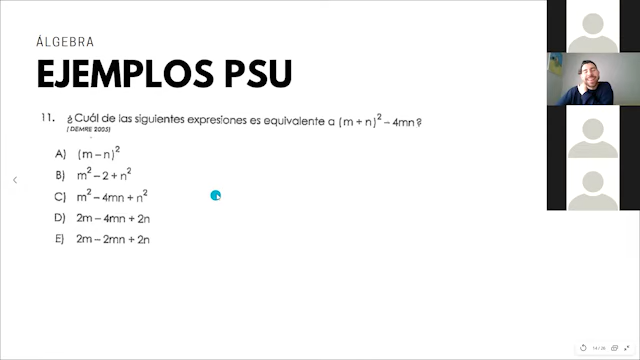 ÁLGEBRA
EJEMPLOS PSU
11. ¿Cuál de las siguientes expresiones es equivalente a (m + n)² – 4mn?
(DEMRE 2005)
A) (m – n)²
B) m² – 2 + n²
C) m² – 4mn + n²
D) 2m – 4mn + 2n
E) 2m – 2mn + 2n